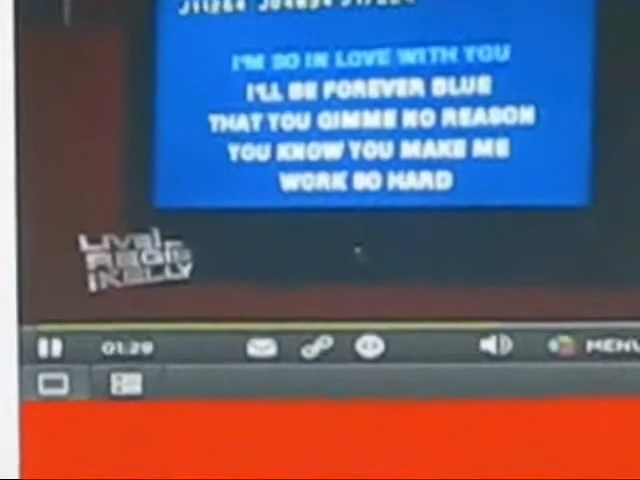 I'M SO IN LOVE WITH YOU
I'LL BE FOREVER BLUE
THAT YOU GIMME NO REASON
YOU KNOW YOU MAKE ME
WORK SO HARD
LIVE!
REGIS
KELLY
01:29
MENU